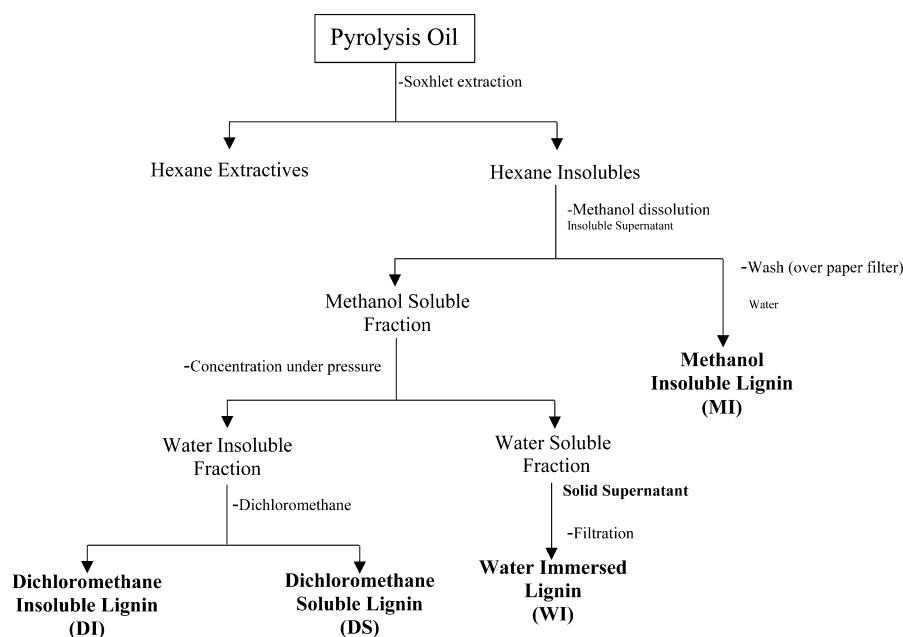 Pyrolysis Oil
-Soxhlet extraction
Hexane Extractives
Hexane Insolubles
-Methanol dissolution
Insoluble Supernatant
-Wash (over paper filter)
Water
Methanol Soluble
Fraction
Methanol
Insoluble Lignin
(MI)
-Concentration under pressure
Water Insoluble
Fraction
Water Soluble
Fraction
Solid Supernatant
-Dichloromethane
-Filtration
Dichloromethane
Insoluble Lignin
(DI)
Dichloromethane
Soluble Lignin
(DS)
Water Immersed
Lignin
(WI)